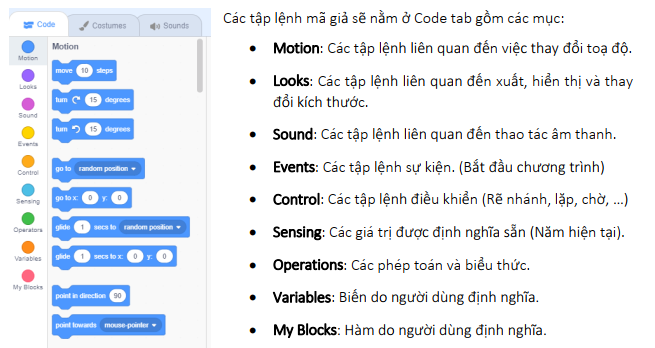 Code
Costumes
Sounds
Motion
Looks
Sound
Events
Control
Sensing
Operators
Variables
My Blocks
Motion
move 10 steps
turn 15 degrees
turn 15 degrees
go to random position
go to x: 0 y: 0
glide 1 secs to random position
glide 1 secs to x: 0 y: 0
point in direction 90
point towards mouse-pointer
Các tập lệnh mã giả sẽ nằm ở Code tab gồm các mục:
• Motion: Các tập lệnh liên quan đến việc thay đổi toạ độ.
• Looks: Các tập lệnh liên quan đến xuất, hiển thị và thay
đổi kích thước.
• Sound: Các tập lệnh liên quan đến thao tác âm thanh.
• Events: Các tập lệnh sự kiện. (Bắt đầu chương trình)
• Control: Các tập lệnh điều khiển (Rẽ nhánh, lặp, chờ, …)
• Sensing: Các giá trị được định nghĩa sẵn (Năm hiện tại).
• Operations: Các phép toán và biểu thức.
• Variables: Biến do người dùng định nghĩa.
• My Blocks: Hàm do người dùng định nghĩa.